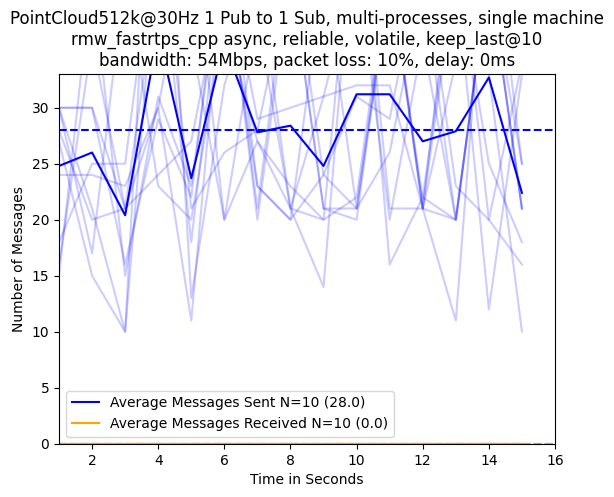 PointCloud512k@30Hz 1 Pub to 1 Sub, multi-processes, single machine
rmw_fastrtps_cpp async, reliable, volatile, keep_last@10
bandwidth: 54Mbps, packet loss: 10%, delay: 0ms
Number of Messages
30
25
20
15
10
5
0
Average Messages Sent N=10 (28.0)
Average Messages Received N=10 (0.0)
2 4 6 8 10 12 14 16
Time in Seconds